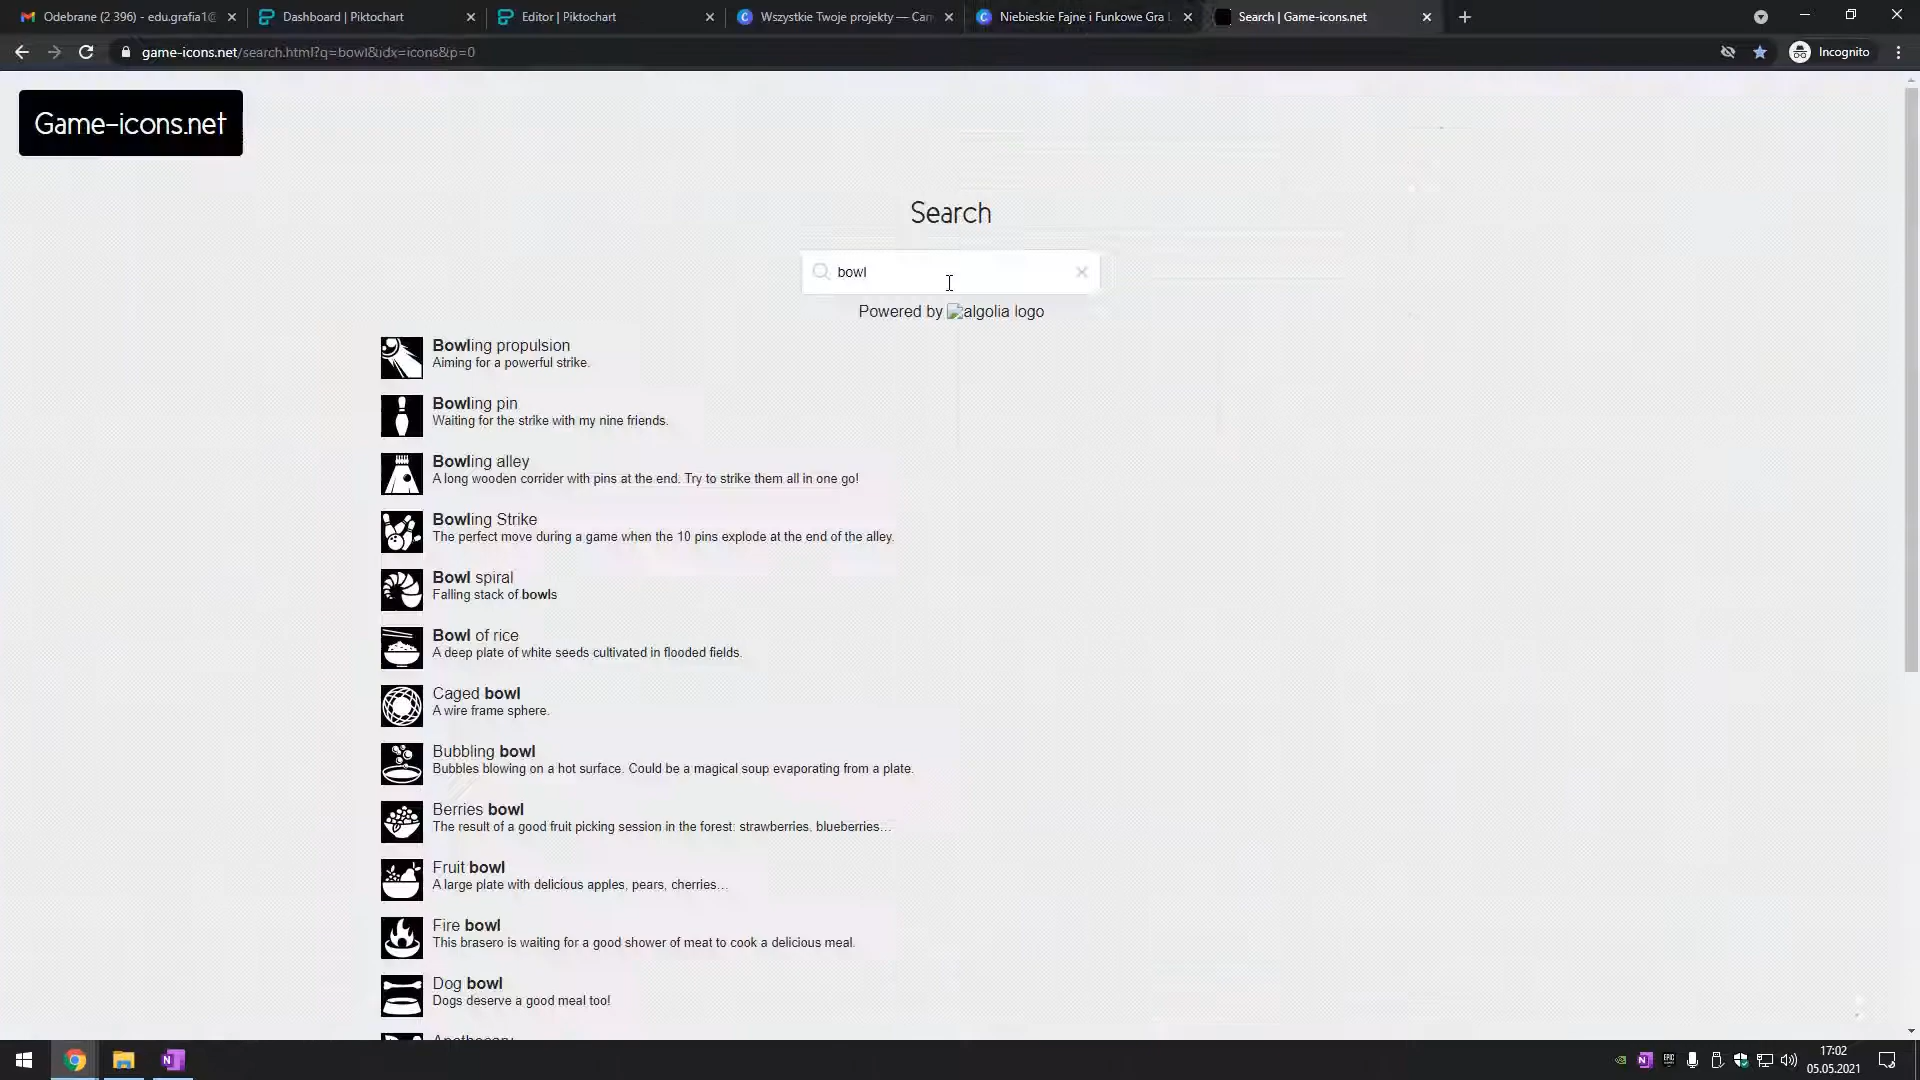 Odebrane (2 396) - edu.grafia1@
Dashboard | Piktochart
Editor | Piktochart
Wszystkie Twoje projekty — Can
Niebieskie Fajne i Funkowe Gra L
Search | Game-icons.net
game-icons.net/search.html?q=bowl&idx=icons&p=0
Incognito
Game-icons.net
Search
bowl
Powered by algolia logo
Bowling propulsion
Aiming for a powerful strike.
Bowling pin
Waiting for the strike with my nine friends.
Bowling alley
A long wooden corrider with pins at the end. Try to strike them all in one go!
Bowling Strike
The perfect move during a game when the 10 pins explode at the end of the alley.
Bowl spiral
Falling stack of bowls
Bowl of rice
A deep plate of white seeds cultivated in flooded fields.
Caged bowl
A wire frame sphere.
Bubbling bowl
Bubbles blowing on a hot surface. Could be a magical soup evaporating from a plate.
Berries bowl
The result of a good fruit picking session in the forest: strawberries, blueberries…
Fruit bowl
A large plate with delicious apples, pears, cherries…
Fire bowl
This brasero is waiting for a good shower of meat to cook a delicious meal.
Dog bowl
Dogs deserve a good meal too!
17:02
05.05.2021